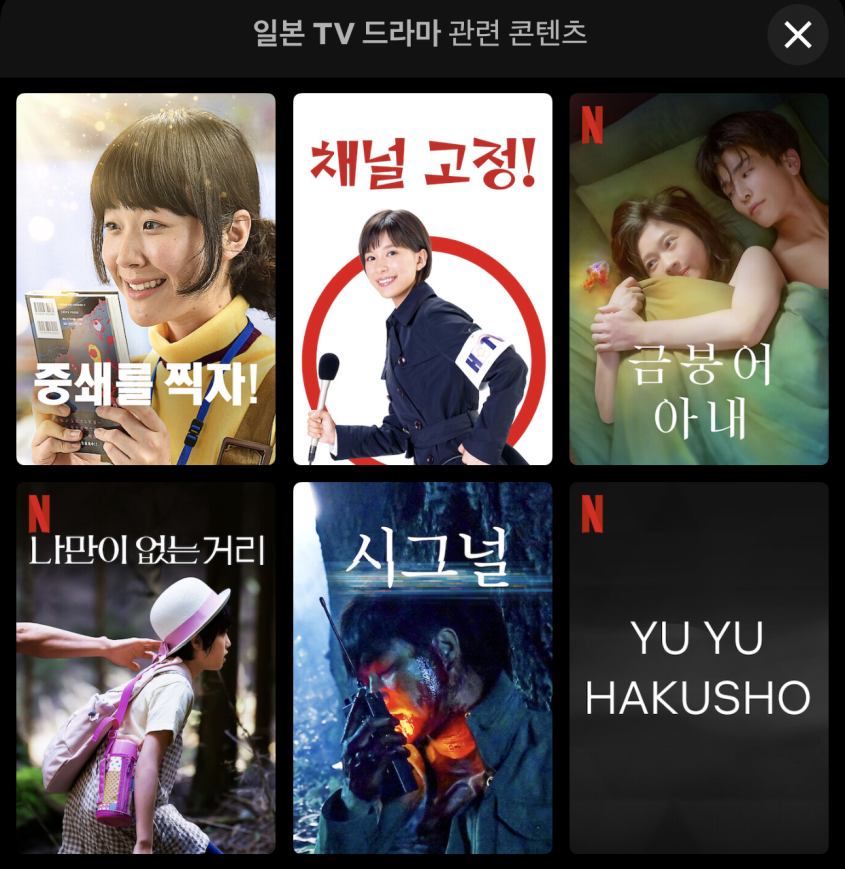 일본 TV 드라마 관련 콘텐츠
중쇄를 찍자!
채널 고정!
N
금붕어
아내
N
나만이 없는 거리
시그널
N
YU YU
HAKUSHO